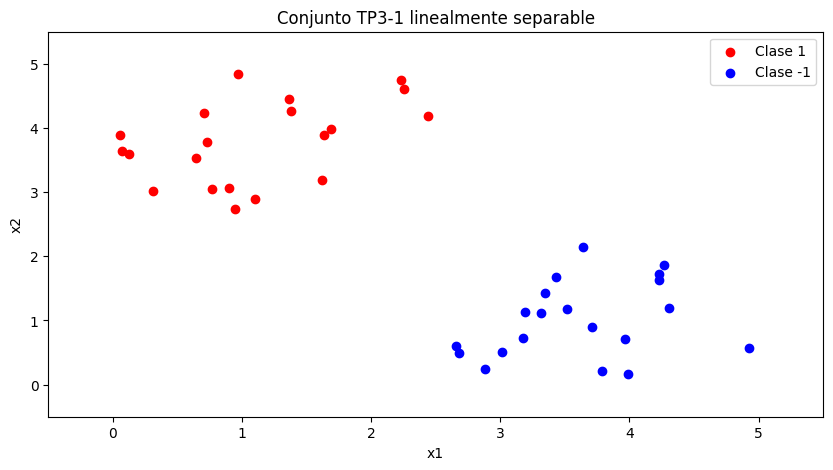 Conjunto TP3-1 linealmente separable
Clase 1
Clase -1
5
4
3
2
1
0
x2
0 1 2 3 4 5
x1